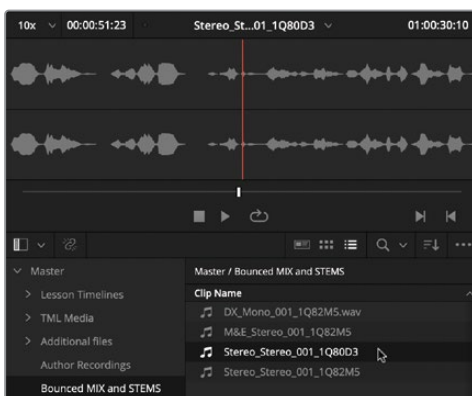 10x 00:00:51:23 Stereo_St...01_1Q80D3 01:00:30:10
Master
Master / Bounced MIX and STEMS
Lesson Timelines
Clip Name
TML Media
DX_Mono_001_1Q82M5.wav
Additional files
M&E_Stereo_001_1Q82M5
Author Recordings
Stereo_Stereo_001_1Q80D3
Bounced MIX and STEMS
Stereo_Stereo_001_1Q82M5